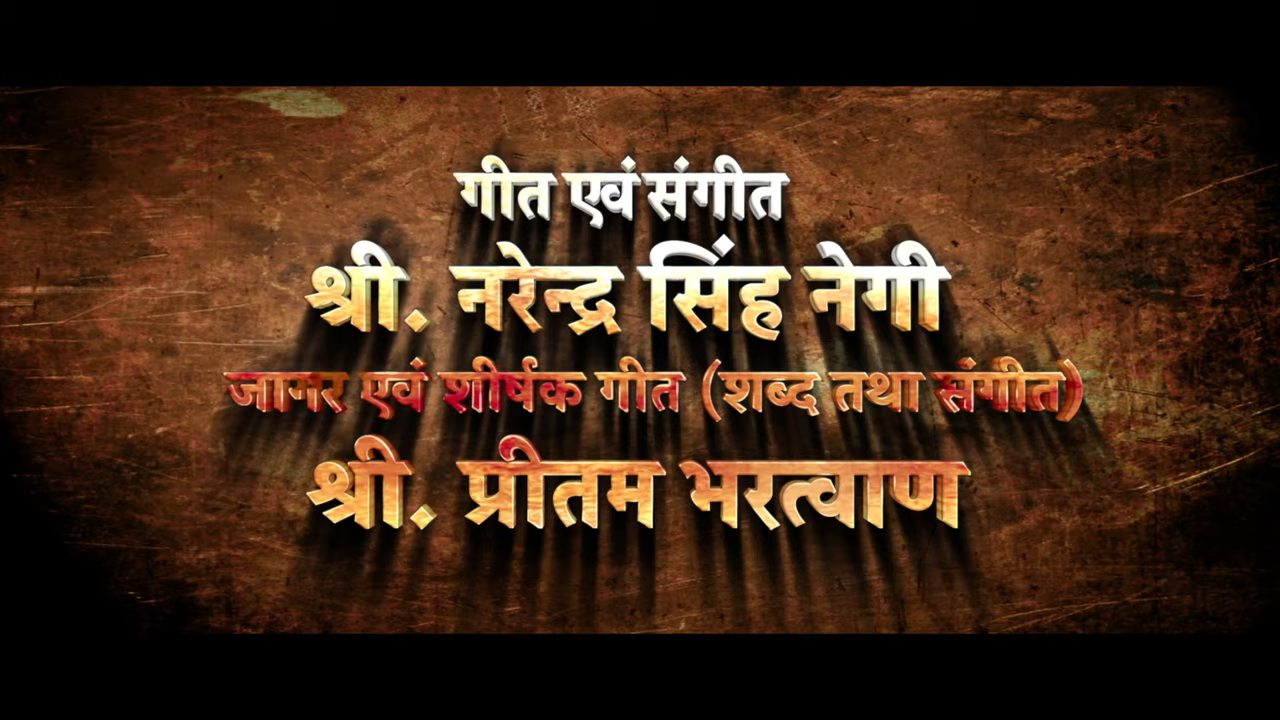 गीत एवं संगीत
श्री. नरेन्द्र सिंह नेगी
जागर एवं शीर्षक गीत (शब्द तथा संगीत)
श्री. प्रीतम भरत्वाण